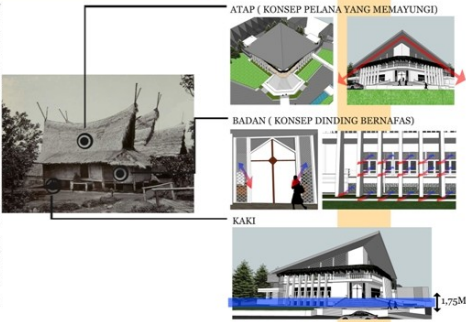 ATAP ( KONSEP PELANA YANG MEMAYUNGI)
BADAN ( KONSEP DINDING BERNAFAS)
KAKI
1,75M